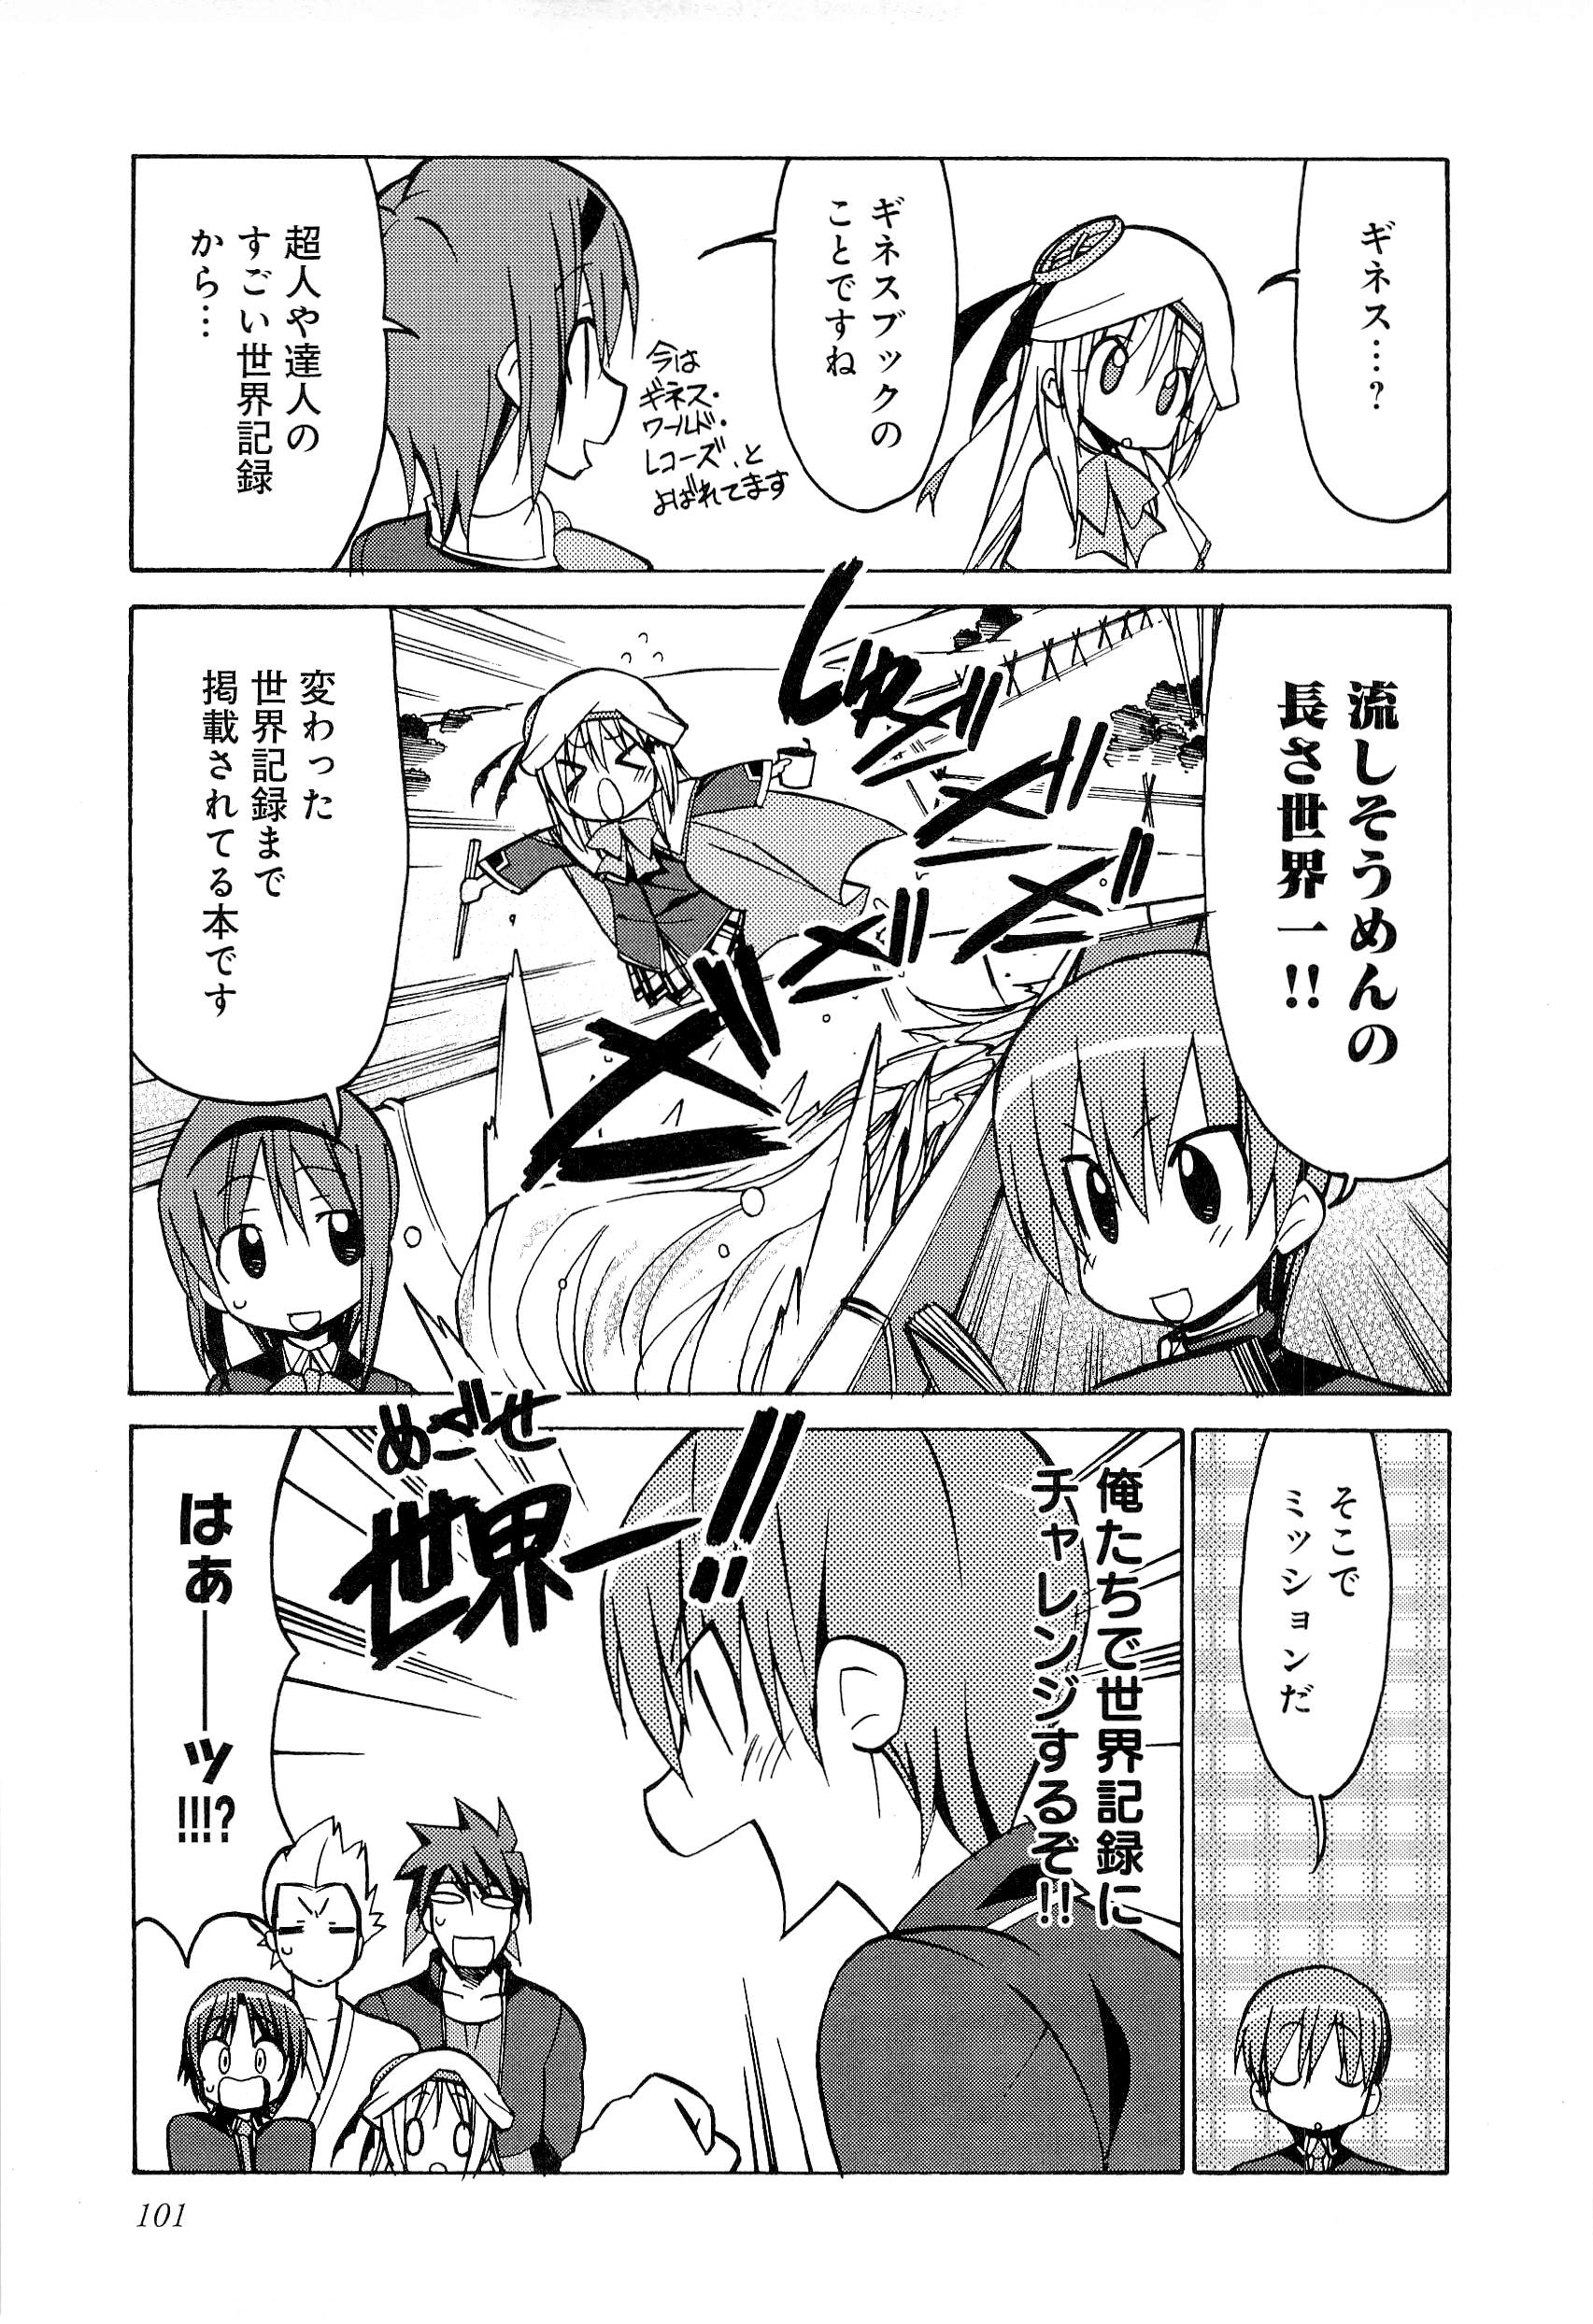 ギネス…?
ギネスブックの
ことですね
今は
ギネス・
ワールド・
レコーズ、と
よばれてます
超人や達人の
すごい世界記録
から…
流しそうめんの
長さ世界一!!
変わった
世界記録まで
掲載されてる本です
そこで
ミッションだ
俺たちで世界記録に
チャレンジするぞ!!
めざせ
世界一!!
はぁーーッ!!!?
101